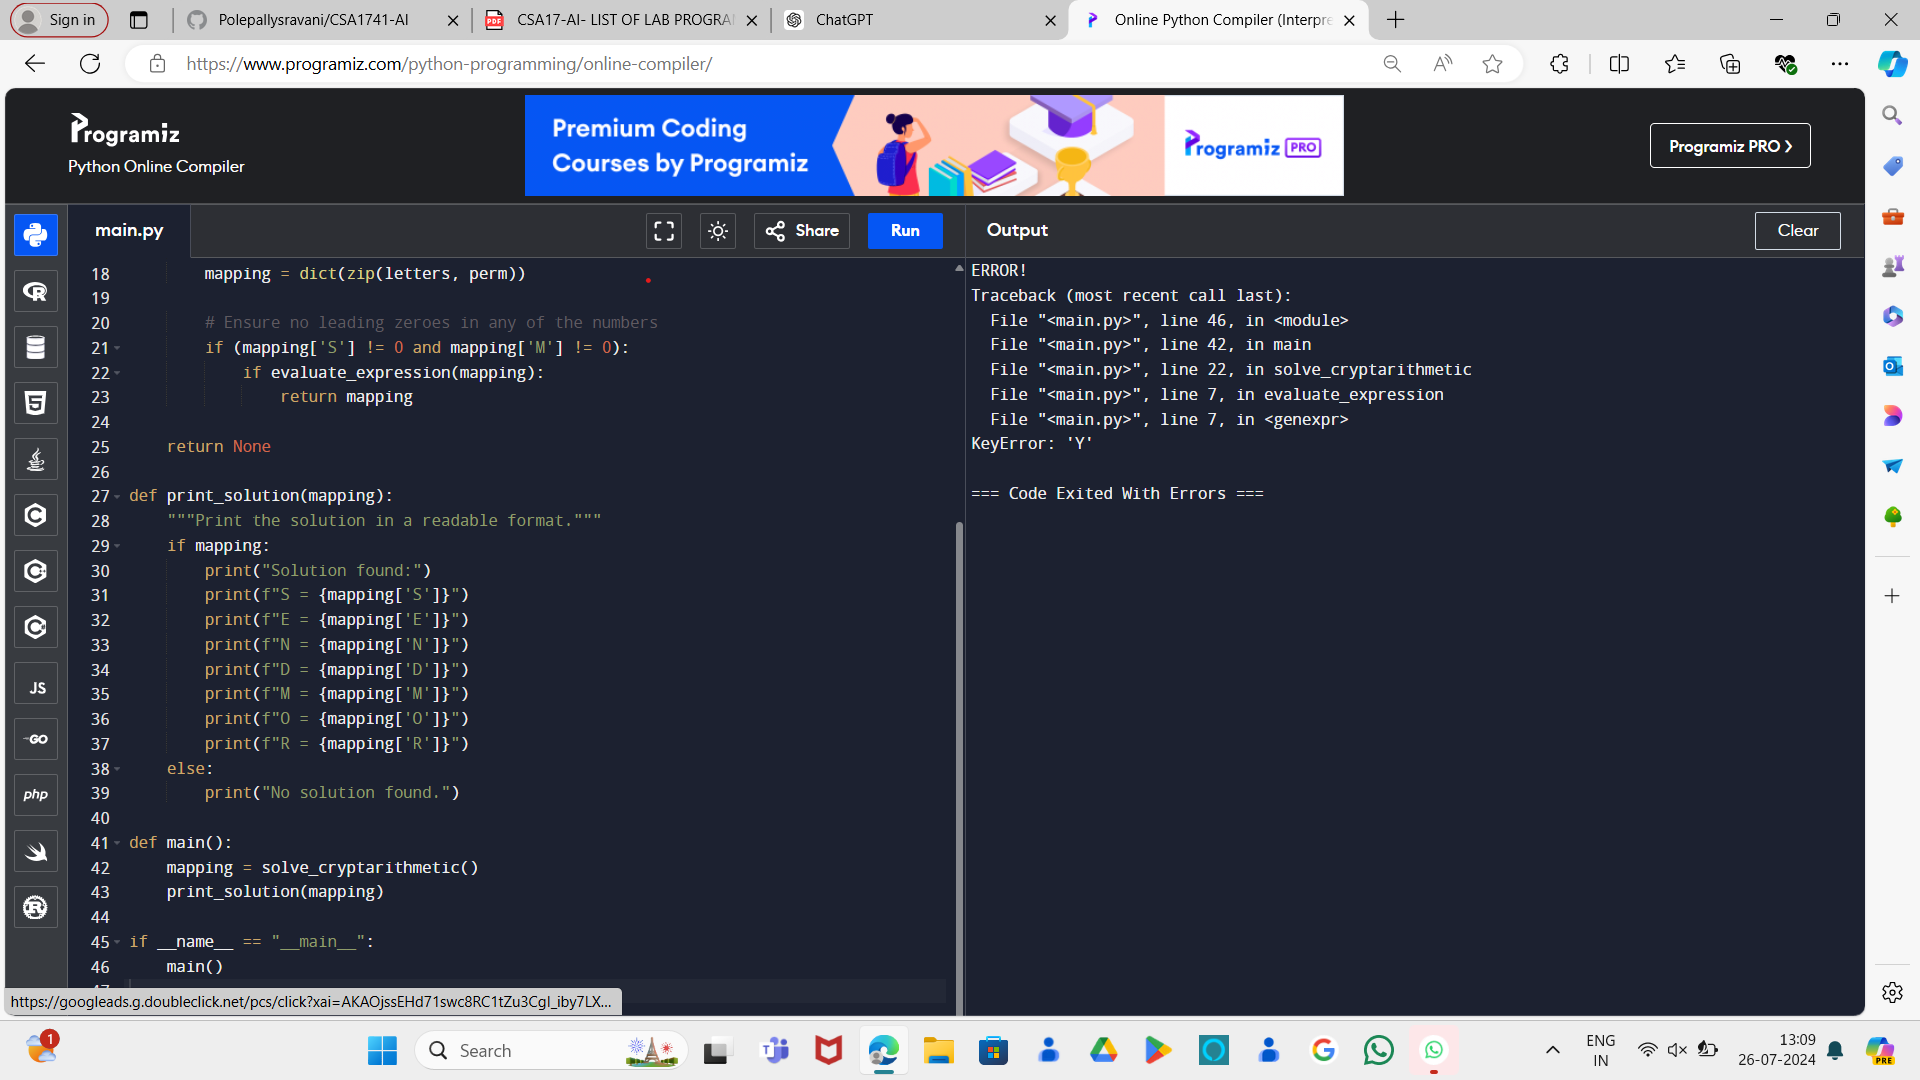 Sign in
Polepallysravani/CSA1741-AI
CSA17-AI- LIST OF LAB PROGRA
ChatGPT
Online Python Compiler (Interpre
https://www.programiz.com/python-programming/online-compiler/
Programiz
Python Online Compiler
Premium Coding
Courses by Programiz
Programiz PRO
Programiz PRO ❯
main.py
Share
Run
Output
Clear
18 mapping = dict(zip(letters, perm))
19
20 # Ensure no leading zeroes in any of the numbers
21 if (mapping['S'] != 0 and mapping['M'] != 0):
22 if evaluate_expression(mapping):
23 return mapping
24
25 return None
26
27 def print_solution(mapping):
28 """Print the solution in a readable format."""
29 if mapping:
30 print("Solution found:")
31 print(f"S = {mapping['S']}")
32 print(f"E = {mapping['E']}")
33 print(f"N = {mapping['N']}")
34 print(f"D = {mapping['D']}")
35 print(f"M = {mapping['M']}")
36 print(f"O = {mapping['O']}")
37 print(f"R = {mapping['R']}")
38 else:
39 print("No solution found.")
40
41 def main():
42 mapping = solve_cryptarithmetic()
43 print_solution(mapping)
44
45 if __name__ == "__main__":
46 main()
ERROR!
Traceback (most recent call last):
File "<main.py>", line 46, in <module>
File "<main.py>", line 42, in main
File "<main.py>", line 22, in solve_cryptarithmetic
File "<main.py>", line 7, in evaluate_expression
File "<main.py>", line 7, in <genexpr>
KeyError: 'Y'
=== Code Exited With Errors ===
JS
GO
php
https://googleads.g.doubleclick.net/pcs/click?xai=AKAOjssEHd71swc8RC1tZu3CgI_iby7LX...
1
Search
ENG
IN
13:09
26-07-2024
PRE